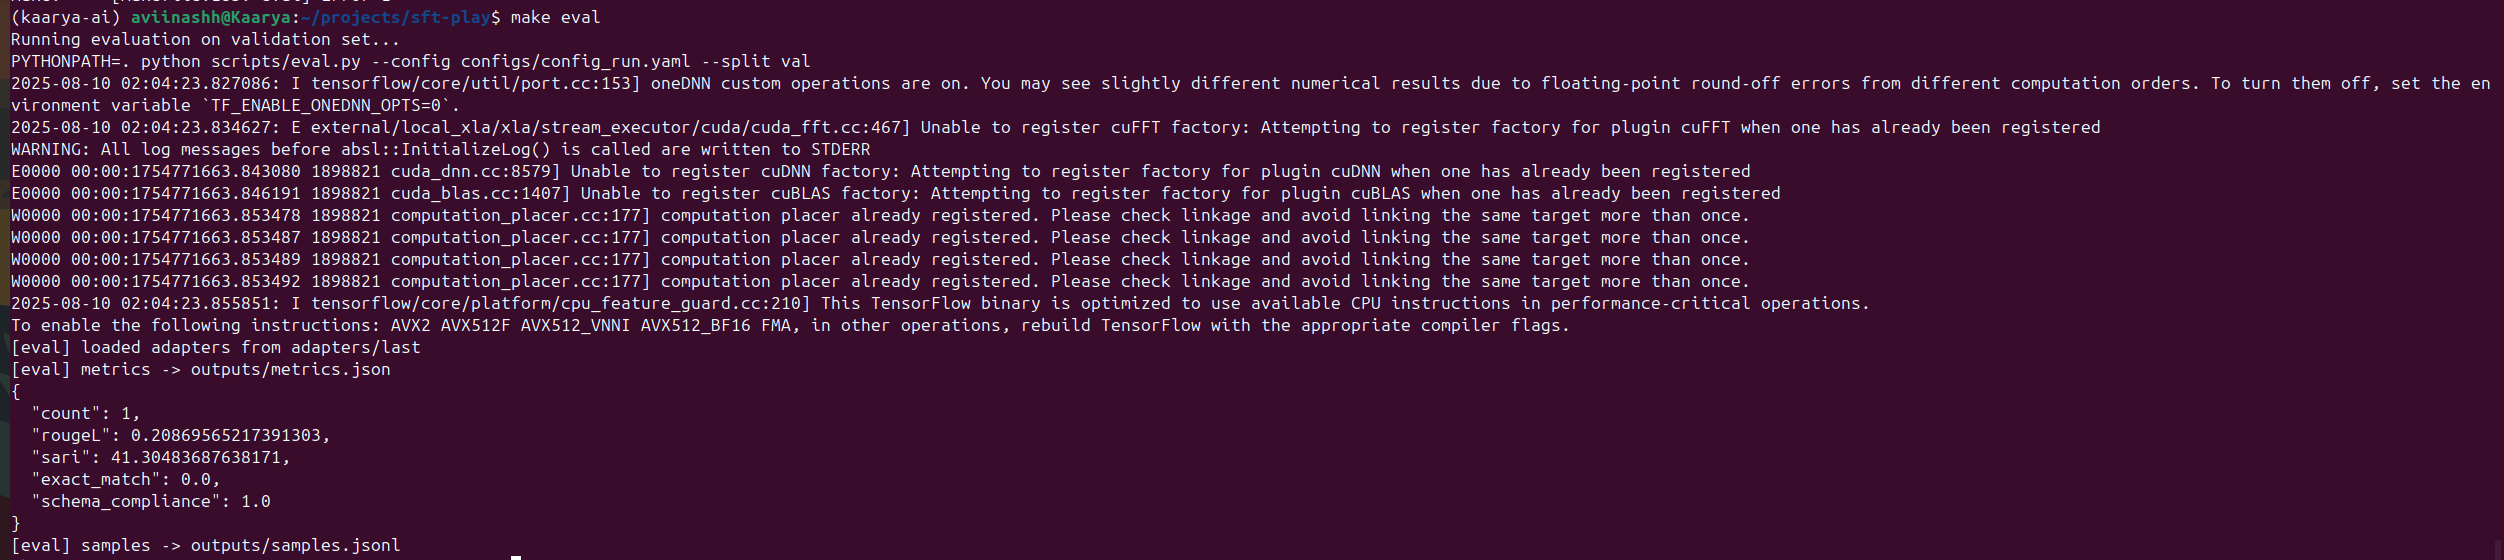 (kaarya-ai) aviinashh@Kaarya:~/projects/sft-play$ make eval
Running evaluation on validation set...
PYTHONPATH=. python scripts/eval.py --config configs/config_run.yaml --split val
2025-08-10 02:04:23.827086: I tensorflow/core/util/port.cc:153] oneDNN custom operations are on. You may see slightly different numerical results due to floating-point round-off errors from different computation orders. To turn them off, set the en
vironment variable `TF_ENABLE_ONEDNN_OPTS=0`.
2025-08-10 02:04:23.834627: E external/local_xla/xla/stream_executor/cuda/cuda_fft.cc:467] Unable to register cuFFT factory: Attempting to register factory for plugin cuFFT when one has already been registered
WARNING: All log messages before absl::InitializeLog() is called are written to STDERR
E0000 00:00:1754771663.843080 1898821 cuda_dnn.cc:8579] Unable to register cuDNN factory: Attempting to register factory for plugin cuDNN when one has already been registered
E0000 00:00:1754771663.846191 1898821 cuda_blas.cc:1407] Unable to register cuBLAS factory: Attempting to register factory for plugin cuBLAS when one has already been registered
W0000 00:00:1754771663.853478 1898821 computation_placer.cc:177] computation placer already registered. Please check linkage and avoid linking the same target more than once.
W0000 00:00:1754771663.853487 1898821 computation_placer.cc:177] computation placer already registered. Please check linkage and avoid linking the same target more than once.
W0000 00:00:1754771663.853489 1898821 computation_placer.cc:177] computation placer already registered. Please check linkage and avoid linking the same target more than once.
W0000 00:00:1754771663.853492 1898821 computation_placer.cc:177] computation placer already registered. Please check linkage and avoid linking the same target more than once.
2025-08-10 02:04:23.855851: I tensorflow/core/platform/cpu_feature_guard.cc:210] This TensorFlow binary is optimized to use available CPU instructions in performance-critical operations.
To enable the following instructions: AVX2 AVX512F AVX512_VNNI AVX512_BF16 FMA, in other operations, rebuild TensorFlow with the appropriate compiler flags.
[eval] loaded adapters from adapters/last
[eval] metrics -> outputs/metrics.json
{
  "count": 1,
  "rougeL": 0.20869565217391303,
  "sari": 41.30483687638171,
  "exact_match": 0.0,
  "schema_compliance": 1.0
}
[eval] samples -> outputs/samples.jsonl